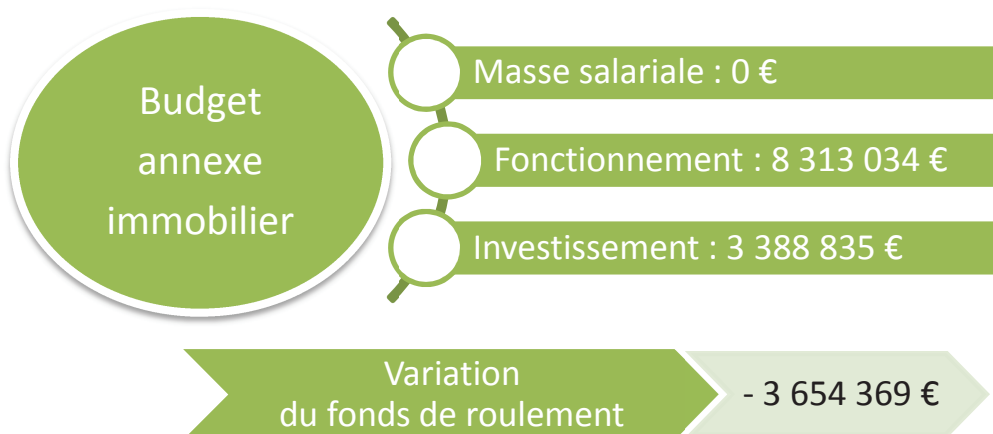 Budget
annexe
immobilier
Masse salariale : 0 €
Fonctionnement : 8 313 034 €
Investissement : 3 388 835 €
Variation
du fonds de roulement
- 3 654 369 €